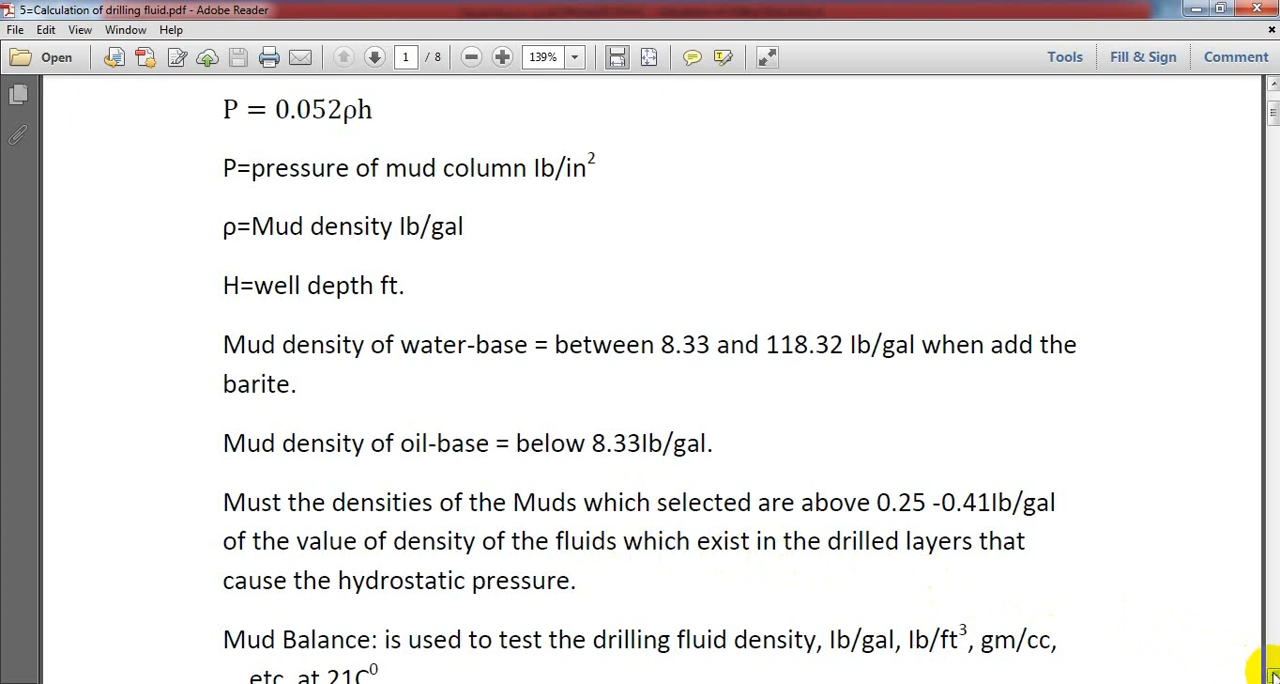 5=Calculation of drilling fluid.pdf - Adobe Reader
File Edit View Window Help
Open 1 / 8 139% Tools Fill & Sign Comment
P = 0.052ρh
P=pressure of mud column Ib/in²
ρ=Mud density Ib/gal
H=well depth ft.
Mud density of water-base = between 8.33 and 118.32 Ib/gal when add the
barite.
Mud density of oil-base = below 8.33Ib/gal.
Must the densities of the Muds which selected are above 0.25 -0.41Ib/gal
of the value of density of the fluids which exist in the drilled layers that
cause the hydrostatic pressure.
Mud Balance: is used to test the drilling fluid density, Ib/gal, Ib/ft³, gm/cc,
etc. at 21C⁰